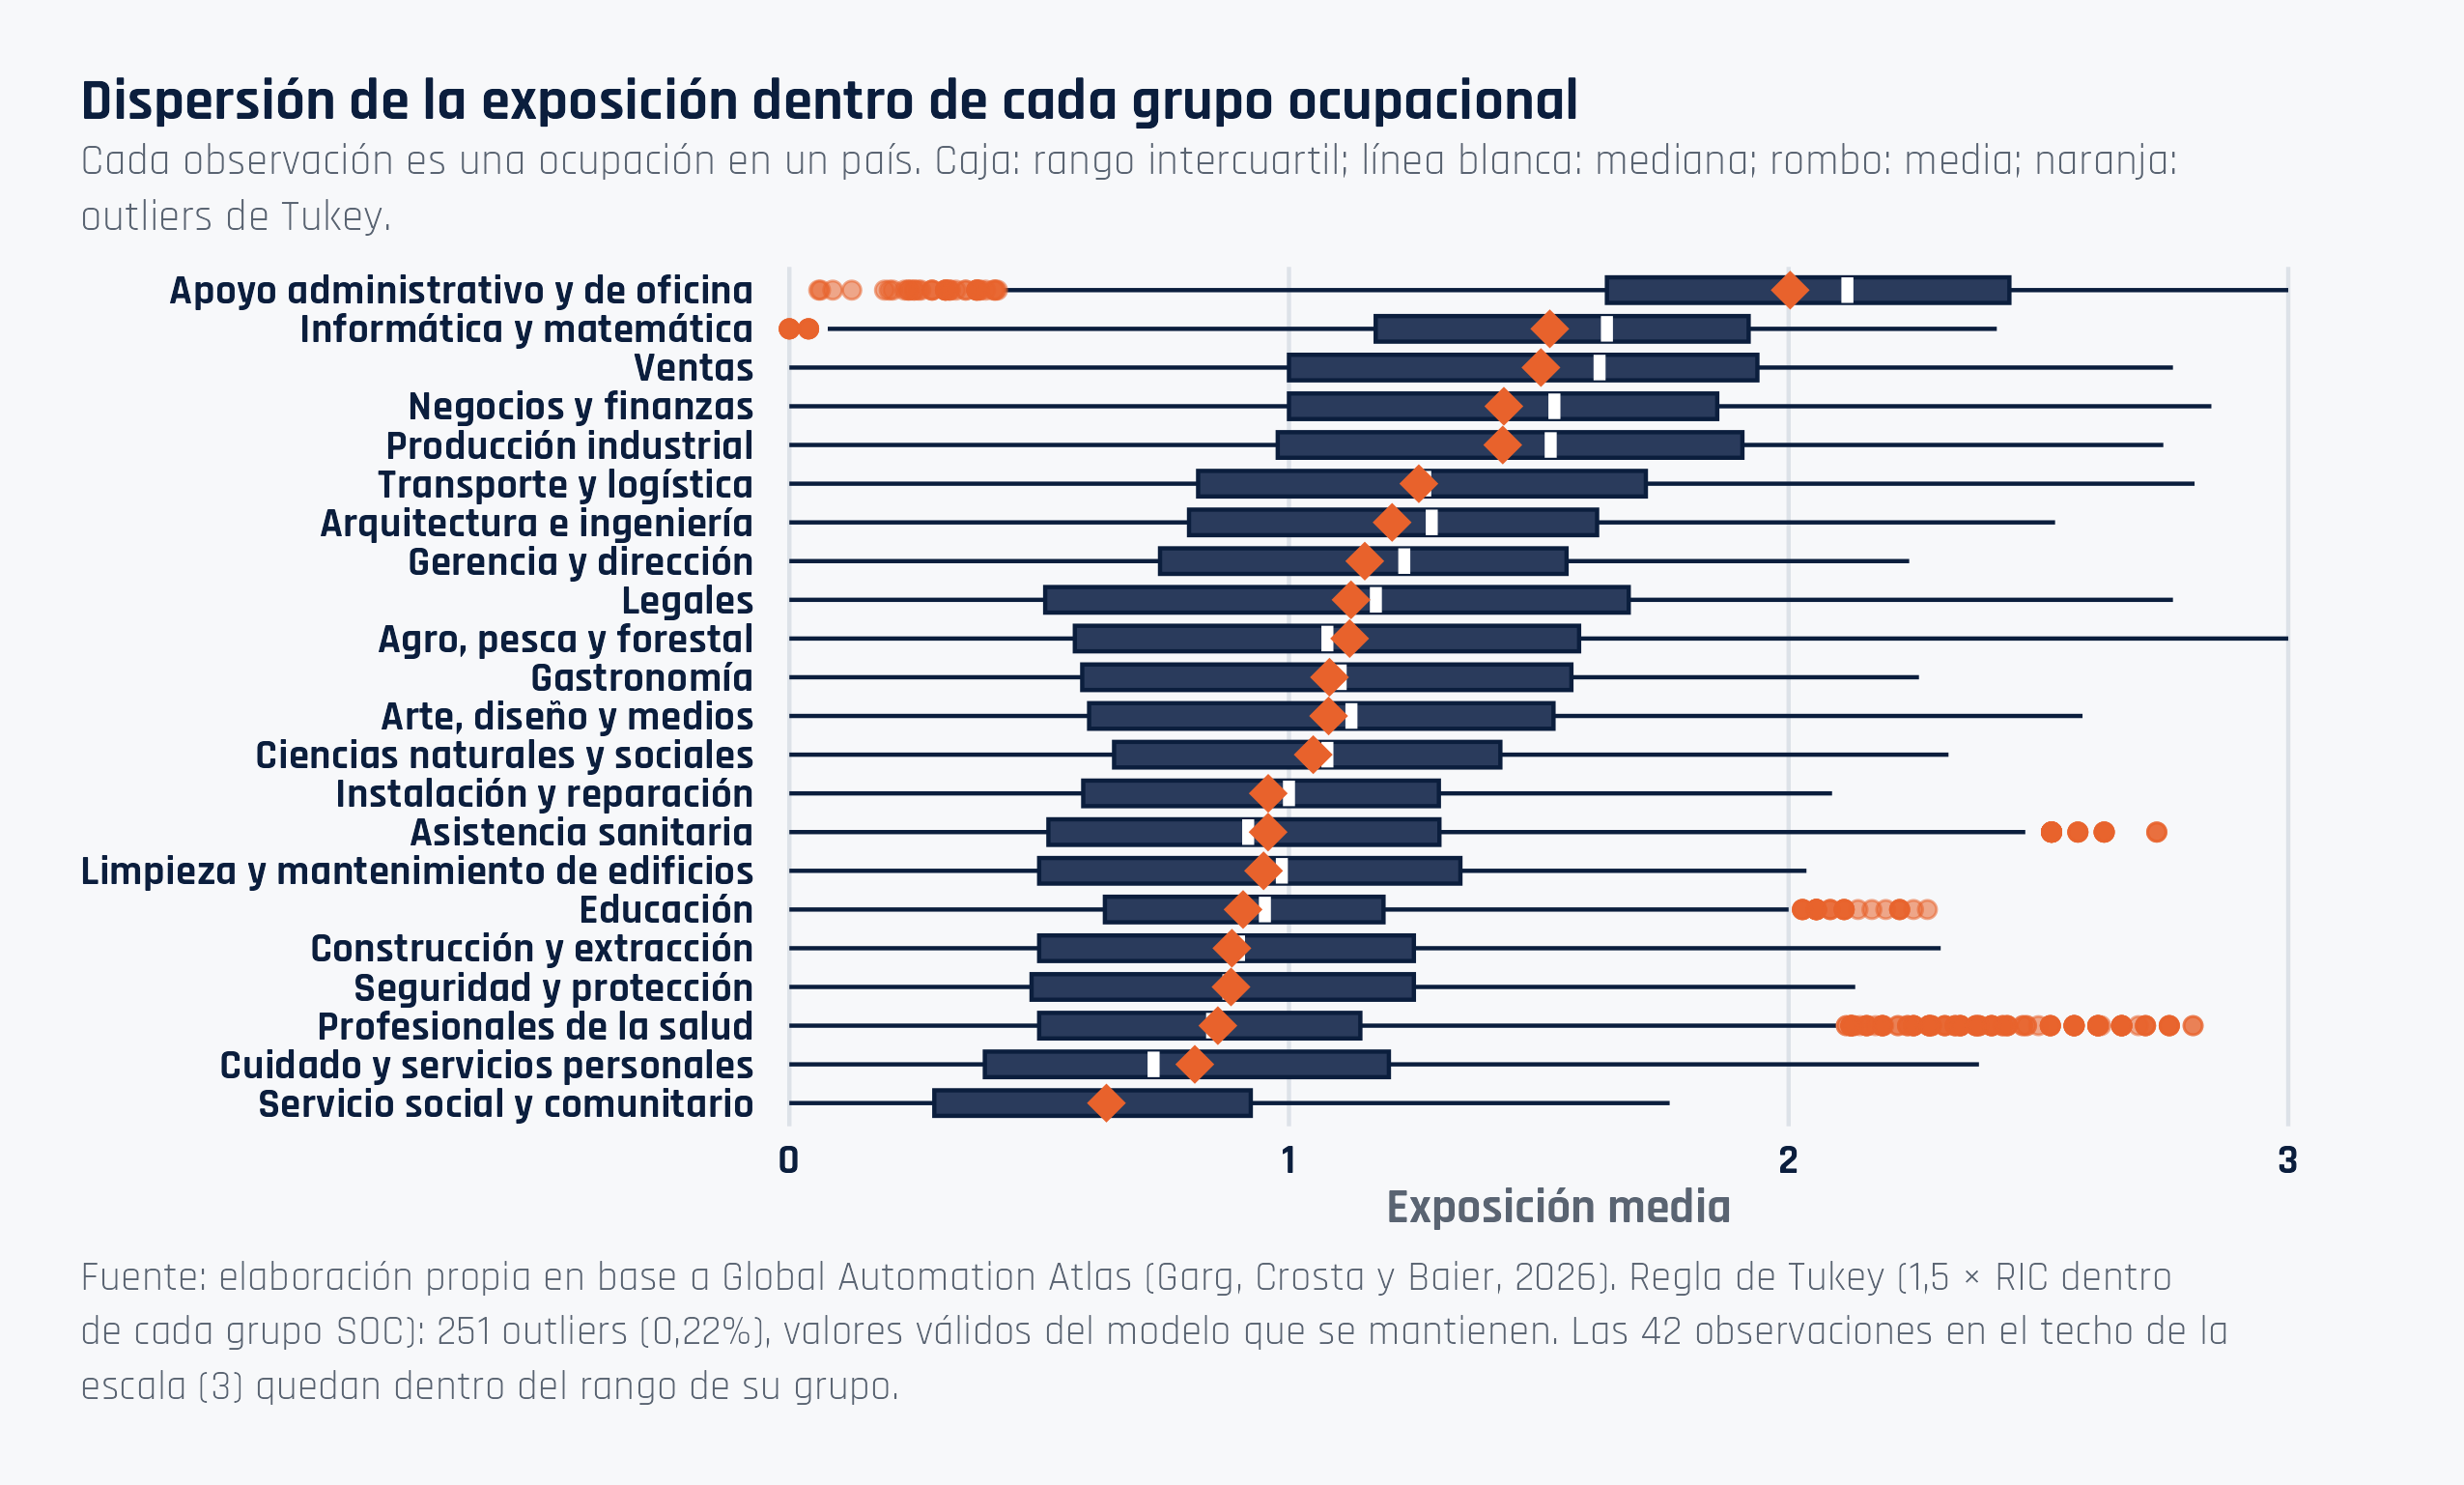 Dispersión de la exposición dentro de cada grupo ocupacional
Cada observación es una ocupación en un país. Caja: rango intercuartil; línea blanca: mediana; rombo: media; naranja:
outliers de Tukey.
Apoyo administrativo y de oficina
Informática y matemática
Ventas
Negocios y finanzas
Producción industrial
Transporte y logística
Arquitectura e ingeniería
Gerencia y dirección
Legales
Agro, pesca y forestal
Gastronomía
Arte, diseño y medios
Ciencias naturales y sociales
Instalación y reparación
Asistencia sanitaria
Limpieza y mantenimiento de edificios
Educación
Construcción y extracción
Seguridad y protección
Profesionales de la salud
Cuidado y servicios personales
Servicio social y comunitario
0 1 2 3
Exposición media
Fuente: elaboración propia en base a Global Automation Atlas (Garg, Crosta y Baier, 2026). Regla de Tukey (1,5 × RIC dentro
de cada grupo SOC): 251 outliers (0,22%), valores válidos del modelo que se mantienen. Las 42 observaciones en el techo de la
escala (3) quedan dentro del rango de su grupo.